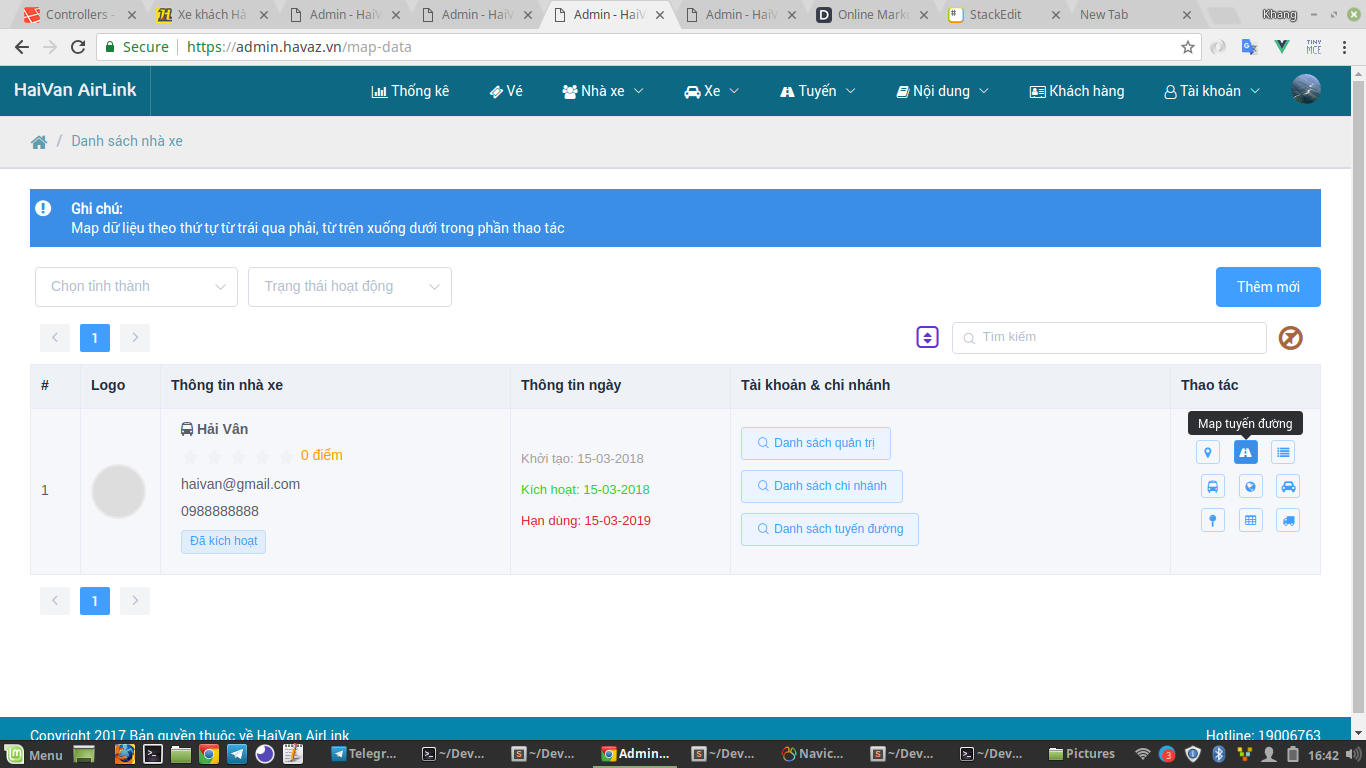 Controllers -
Xe khách Hà
Admin - HaiV
Admin - HaiV
Admin - HaiV
Admin - HaiV
Online Mark
StackEdit
New Tab
Khang
Secure
https://admin.havaz.vn/map-data
TINY
MCE
HaiVan AirLink
Thống kê
Vé
Nhà xe
Xe
Tuyến
Nội dung
Khách hàng
Tài khoản
/ Danh sách nhà xe
Ghi chú:
Map dữ liệu theo thứ tự từ trái qua phải, từ trên xuống dưới trong phần thao tác
Chọn tỉnh thành
Trạng thái hoạt động
Thêm mới
1
Tìm kiếm
#
Logo
Thông tin nhà xe
Thông tin ngày
Tài khoản & chi nhánh
Thao tác
Map tuyến đường
1
Hải Vân
0 điểm
haivan@gmail.com
0988888888
Đã kích hoạt
Khởi tạo: 15-03-2018
Kích hoạt: 15-03-2018
Hạn dùng: 15-03-2019
Danh sách quản trị
Danh sách chi nhánh
Danh sách tuyến đường
1
Copyright 2017 Bản quyền thuộc về HaiVan AirLink
Hotline: 19006763
Menu
Telegr...
~/Dev...
~/Dev...
Admin...
~/Dev...
Navic...
~/Dev...
~/Dev...
Pictures
3
16:42